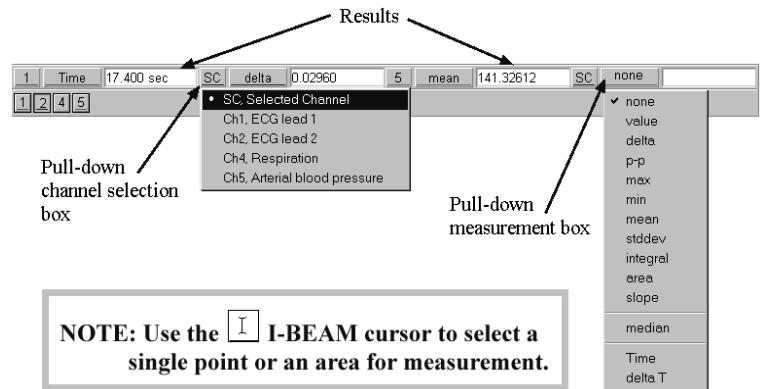 Results
1 Time 17.400 sec SC delta 0.02960 5 mean 141.32612 SC none
1 2 4 5
• SC, Selected Channel
Ch1, ECG lead 1
Ch2, ECG lead 2
Ch4, Respiration
Ch5, Arterial blood pressure
✓ none
value
delta
p-p
max
min
mean
stddev
integral
area
slope
median
Time
delta T
Pull-down
channel selection
box
Pull-down
measurement box
NOTE: Use the I-BEAM cursor to select a
single point or an area for measurement.